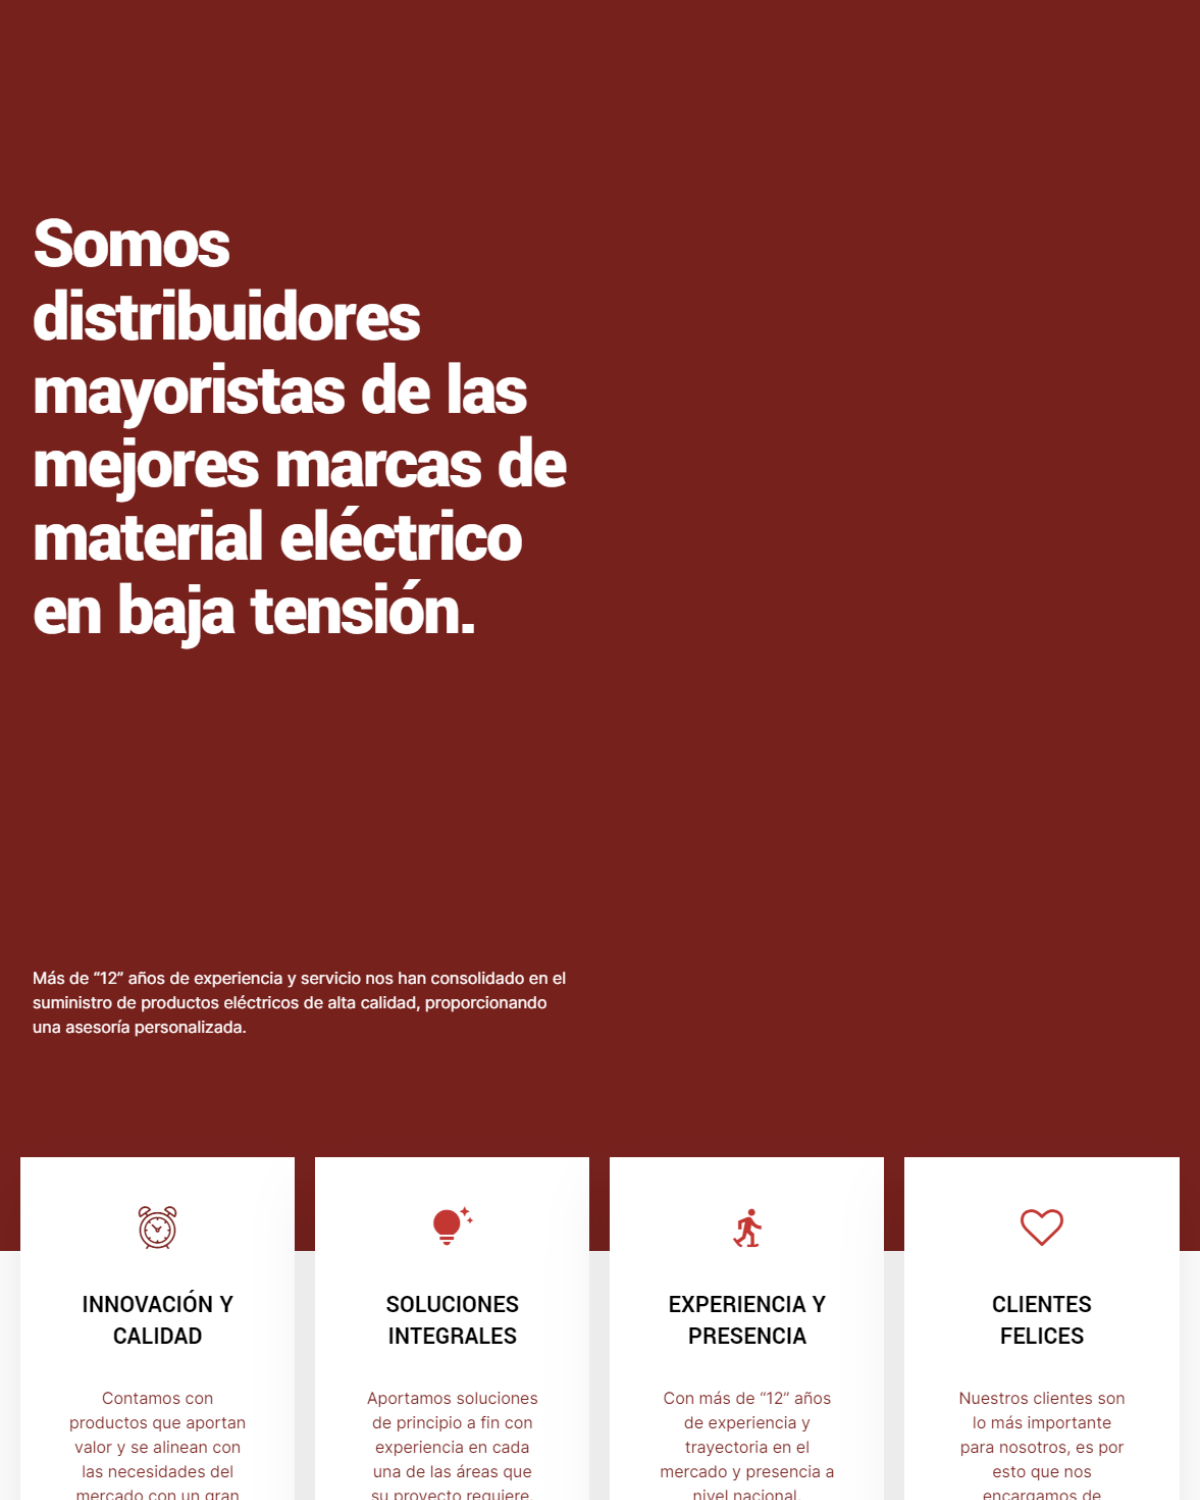 Somos
distribuidores
mayoristas de las
mejores marcas de
material eléctrico
en baja tensión.
Más de “12” años de experiencia y servicio nos han consolidado en el
suministro de productos eléctricos de alta calidad, proporcionando
una asesoría personalizada.
INNOVACIÓN Y
CALIDAD
Contamos con
productos que aportan
valor y se alinean con
las necesidades del
mercado con un gran
SOLUCIONES
INTEGRALES
Aportamos soluciones
de principio a fin con
experiencia en cada
una de las áreas que
su proyecto requiere.
EXPERIENCIA Y
PRESENCIA
Con más de “12” años
de experiencia y
trayectoria en el
mercado y presencia a
nivel nacional.
CLIENTES
FELICES
Nuestros clientes son
lo más importante
para nosotros, es por
esto que nos
encargamos de